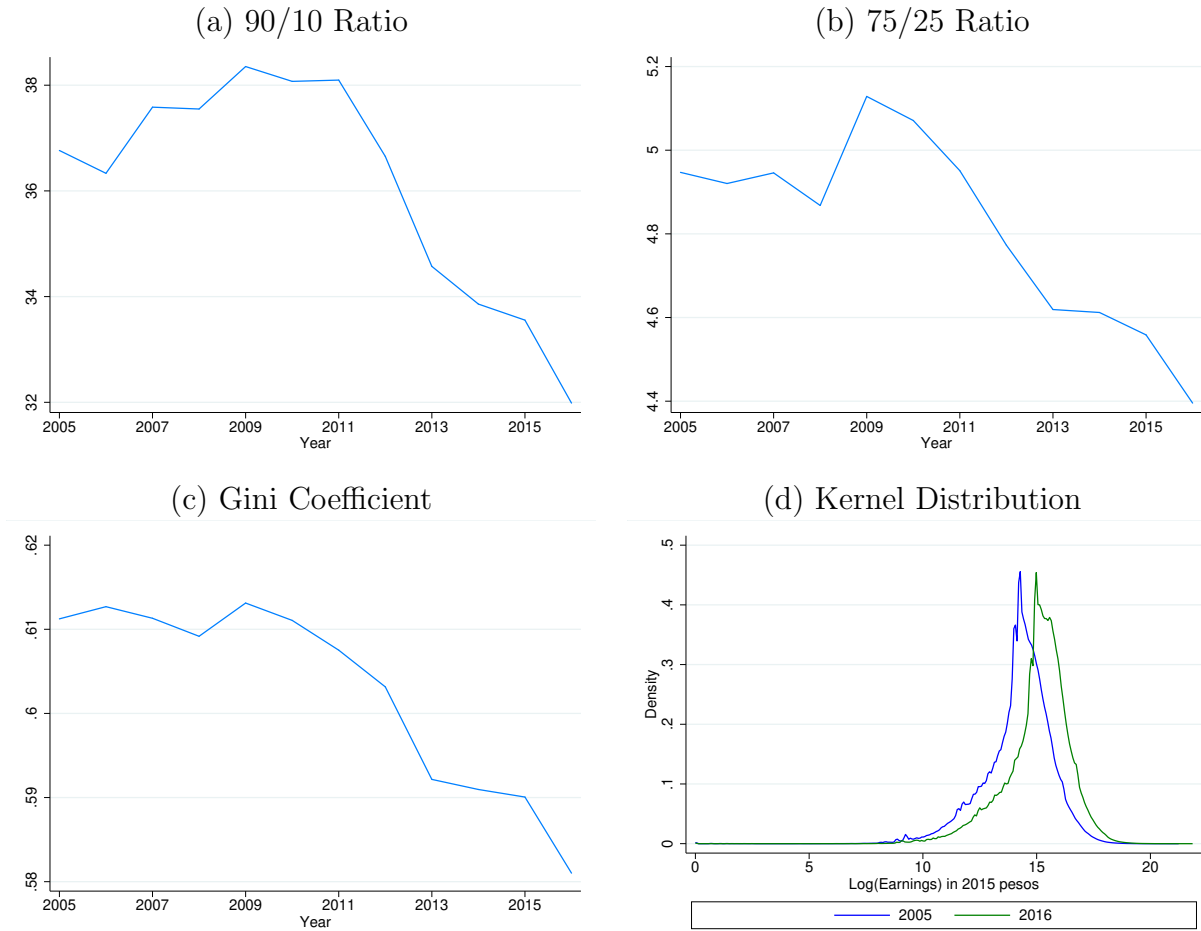 (a) 90/10 Ratio
38
36
34
32
2005 2007 2009 2011 2013 2015
Year
(b) 75/25 Ratio
5.2
5
4.8
4.6
4.4
2005 2007 2009 2011 2013 2015
Year
(c) Gini Coefficient
.62
.61
.6
.59
.58
2005 2007 2009 2011 2013 2015
Year
(d) Kernel Distribution
Density
.5
.4
.3
.2
.1
0
0 5 10 15 20
Log(Earnings) in 2015 pesos
2005 2016